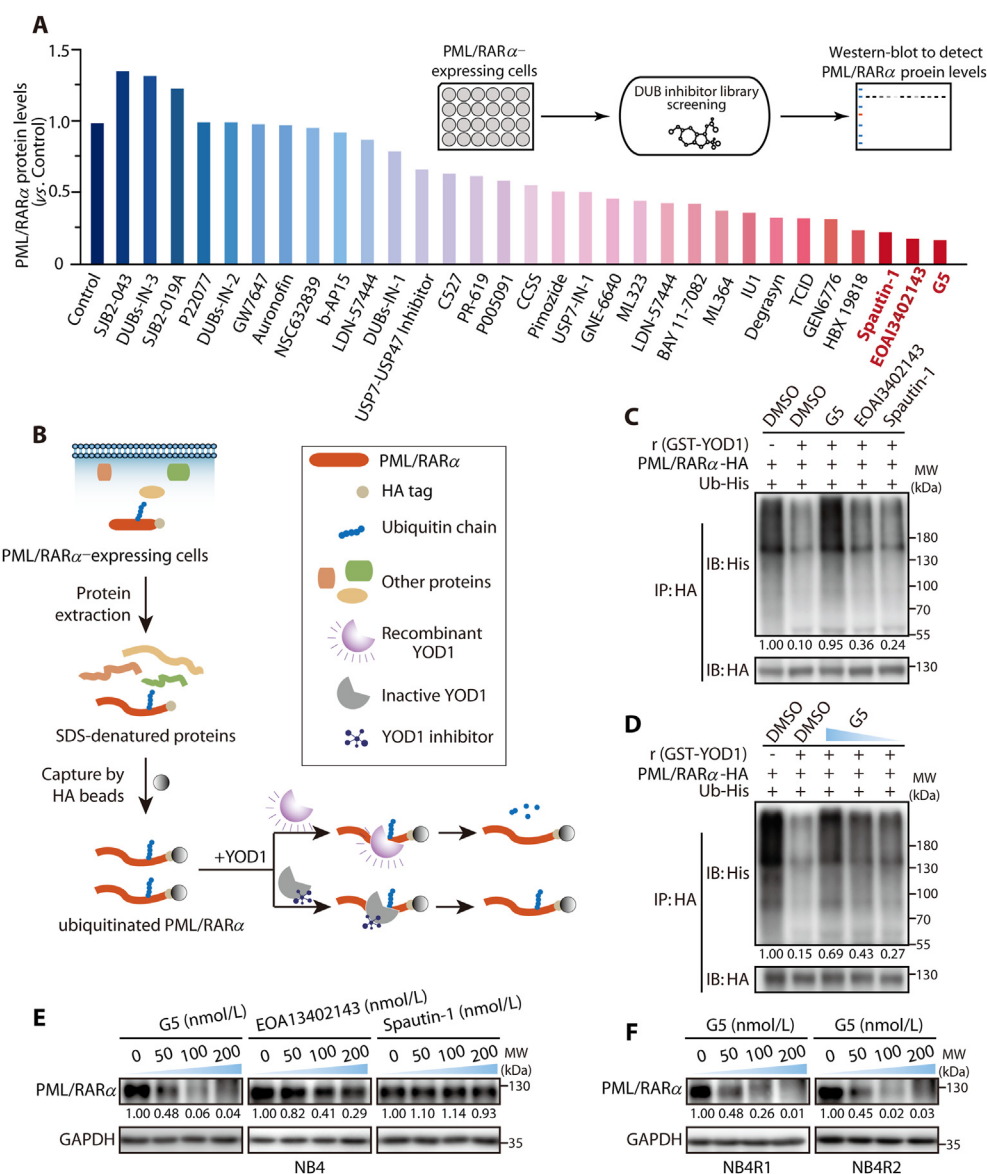 A
PML/RARα protein levels
(vs. Control)
1.5
1.0
0.5
0
Control
SJB2-043
DUBs-IN-3
SJB2-019A
P22077
DUBs-IN-2
GW7647
Auronofin
NSC632839
b-AP15
LDN-57444
DUBs-IN-1
USP7-USP47 Inhibitor
C527
PR-619
P005091
CCSS
Pimozide
USP7-IN-1
GNE-6640
ML323
LDN-57444
BAY 11-7082
ML364
IU1
Degrasyn
TCID
GEN6776
HBX 19818
Spautin-1
EOAI3402143
G5
PML/RARα–
expressing cells
DUB inhibitor library
screening
Western-blot to detect
PML/RARα proein levels
B
PML/RARα–expressing cells
Protein
extraction
SDS-denatured proteins
Capture by
HA beads
ubiquitinated PML/RARα
+YOD1
PML/RARα
HA tag
Ubiquitin chain
Other proteins
Recombinant
YOD1
Inactive YOD1
YOD1 inhibitor
C
DMSO DMSO G5 EOAI3402143 Spautin-1
r (GST-YOD1) - + + + +
PML/RARα-HA + + + + +
Ub-His + + + + +
MW
(kDa)
IP: HA
IB: His
180
130
100
70
55
1.00 0.10 0.95 0.36 0.24
IB: HA
130
D
DMSO DMSO G5
r (GST-YOD1) - + + + +
PML/RARα-HA + + + + +
Ub-His + + + + +
MW
(kDa)
IP: HA
IB: His
180
130
100
70
55
1.00 0.15 0.69 0.43 0.27
IB: HA
130
E
G5 (nmol/L) EOA13402143 (nmol/L) Spautin-1 (nmol/L)
0 50 100 200 0 50 100 200 0 50 100 200
MW
(kDa)
PML/RARα
130
1.00 0.48 0.06 0.04 1.00 0.82 0.41 0.29 1.00 1.10 1.14 0.93
GAPDH
35
NB4
F
G5 (nmol/L) G5 (nmol/L)
0 50 100 200 0 50 100 200
MW
(kDa)
PML/RARα
130
1.00 0.48 0.26 0.01 1.00 0.45 0.02 0.03
GAPDH
35
NB4R1 NB4R2